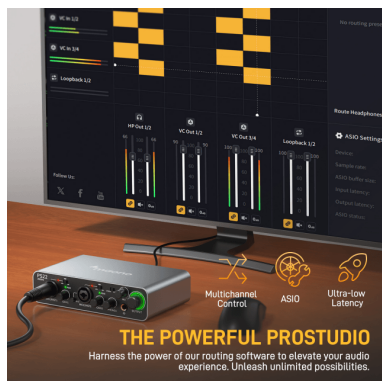 VC In 1/2
No routing pres
VC In 3/4
Loopback 1/2
Route Headphones
HP Out 1/2
VC Out 1/2
VC Out 3/4
Loopback 1/2
ASIO Settings
Device
Sample rate
ASIO buffer size
Input latency
Output latency
ASIO status
Follow Us:
Multichannel
Control
ASIO
Ultra-low
Latency
THE POWERFUL PROSTUDIO
Harness the power of our routing software to elevate your audio
experience. Unleash unlimited possibilities.